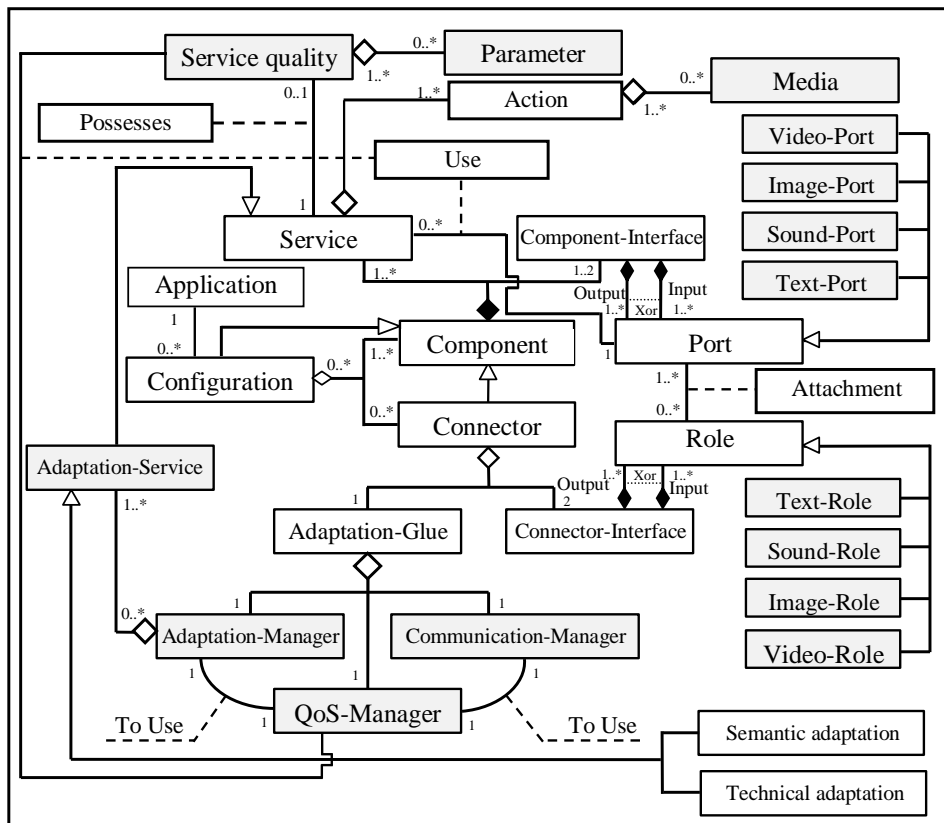 Service quality
0..*
1..*
Parameter
0..1
1..*
Action
0..*
1..*
Media
Possesses
Use
Video-Port
Image-Port
Sound-Port
Text-Port
1
Service
0..*
Component-Interface
1..*
1..2
Output
Input
1..*
Xor
1..*
Application
1
0..*
Configuration
0..*
1..*
Component
0..*
Connector
1
Port
1..*
Attachment
0..*
Role
1..*
Xor
1..*
Output
Input
Adaptation-Service
1..*
1
Adaptation-Glue
2
Connector-Interface
Text-Role
Sound-Role
Image-Role
Video-Role
0..*
1
Adaptation-Manager
1
Communication-Manager
1
1
1
1
QoS-Manager
1
To Use
To Use
Semantic adaptation
Technical adaptation